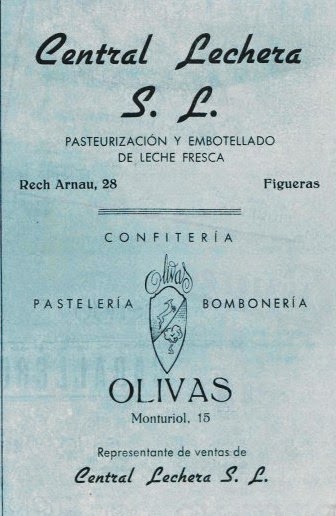 Central Lechera
S. L.
PASTEURIZACIÓN Y EMBOTELLADO
DE LECHE FRESCA
Rech Arnau, 28 Figueras
CONFITERÍA
Olivas
PASTELERÍA BOMBONERÍA
OLIVAS
Monturiol, 15
Representante de ventas de
Central Lechera S. L.